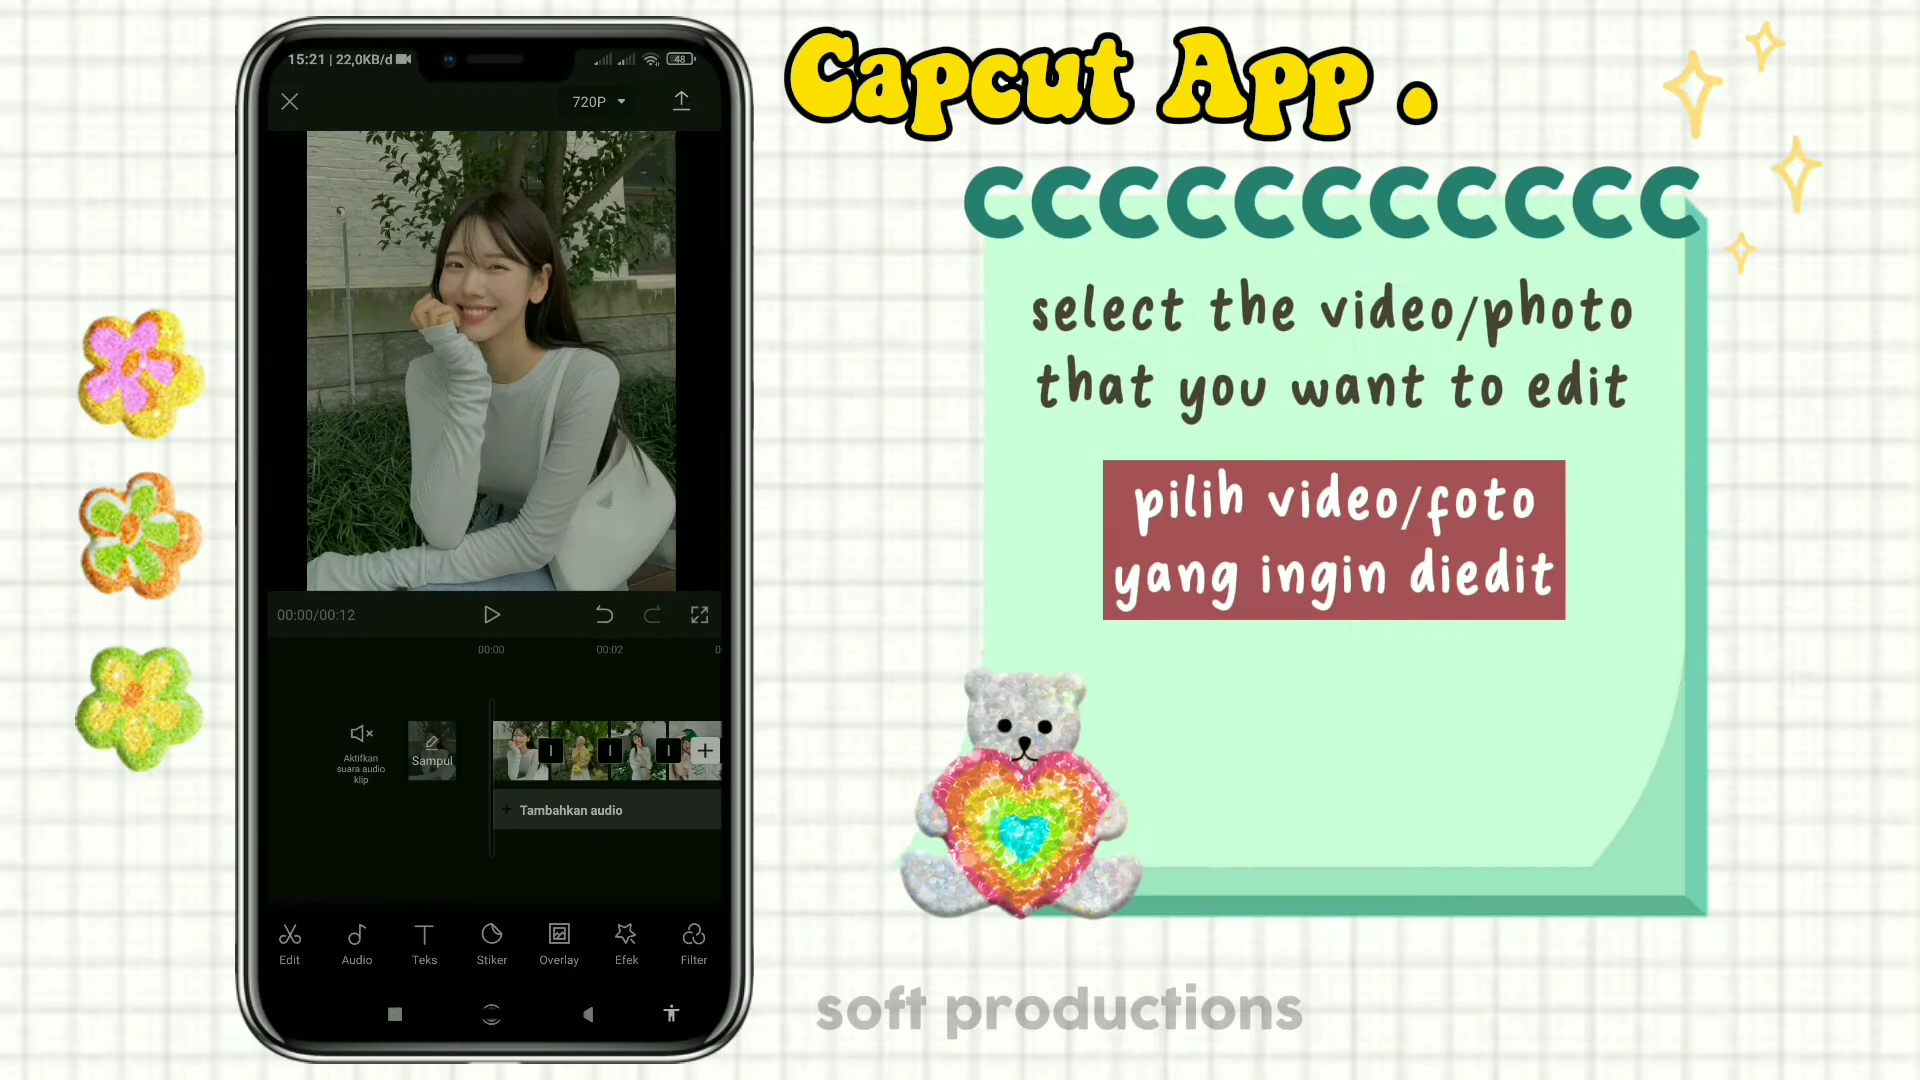 15:21 | 22,0KB/d
48
720P
Capcut App .
CCCCCCCCCCC
select the video/photo
that you want to edit
pilih video/foto
yang ingin diedit
00:00/00:12
00:00
00:02
0
Aktifkan
suara audio
klip
Sampul
+ Tambahkan audio
Edit
Audio
Teks
Stiker
Overlay
Efek
Filter
soft productions